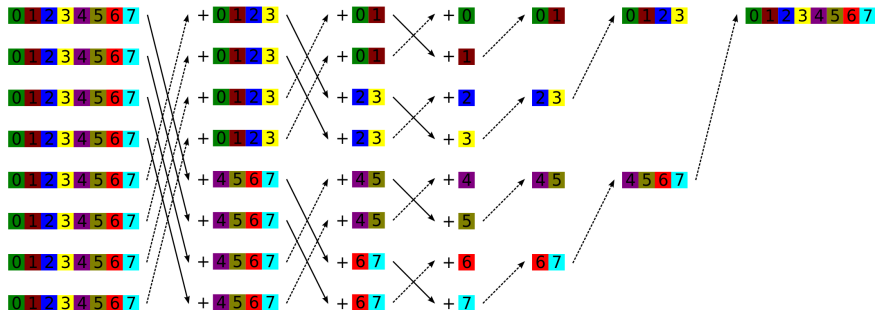 01234567 + 0123 + 01 + 0 01 0123 01234567
01234567 + 0123 + 01 + 1
01234567 + 0123 + 23 + 2 23
01234567 + 0123 + 23 + 3
01234567 + 4567 + 45 + 4 45 4567
01234567 + 4567 + 45 + 5
01234567 + 4567 + 67 + 6 67
01234567 + 4567 + 67 + 7